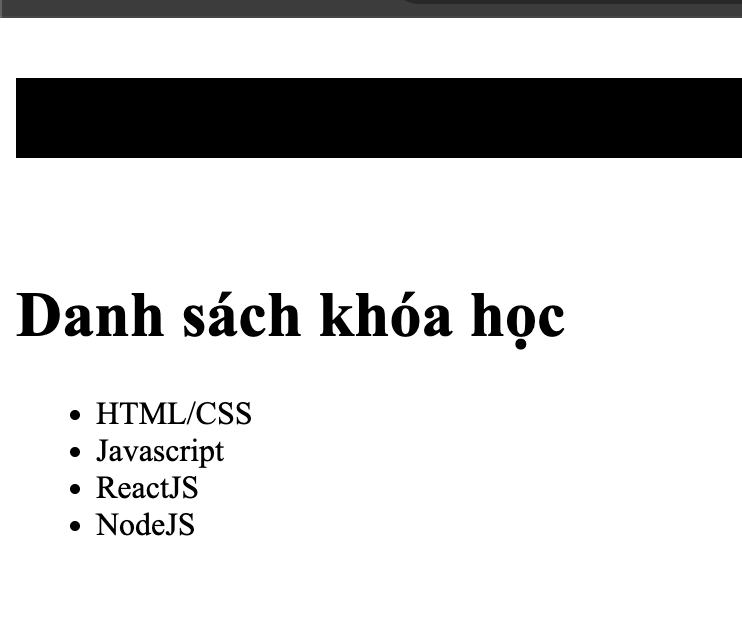 Danh sách khóa học
HTML/CSS
Javascript
ReactJS
NodeJS